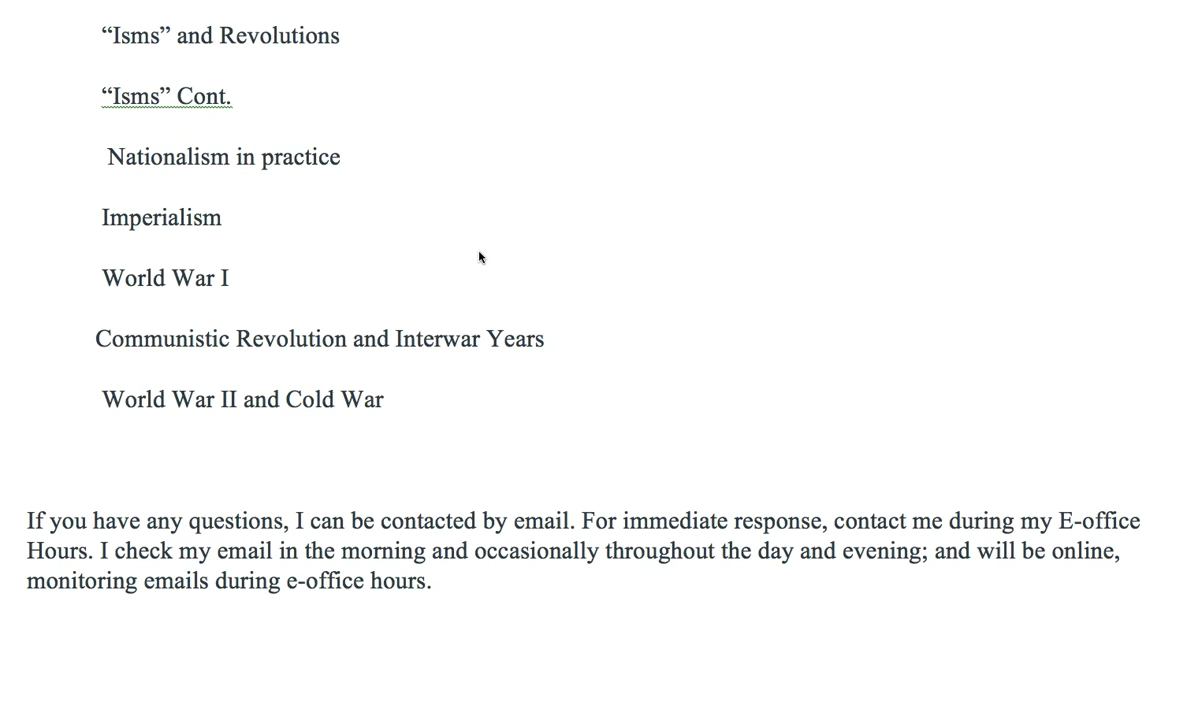 “Isms” and Revolutions
“Isms” Cont.
Nationalism in practice
Imperialism
World War I
Communistic Revolution and Interwar Years
World War II and Cold War
If you have any questions, I can be contacted by email. For immediate response, contact me during my E-office
Hours. I check my email in the morning and occasionally throughout the day and evening; and will be online,
monitoring emails during e-office hours.